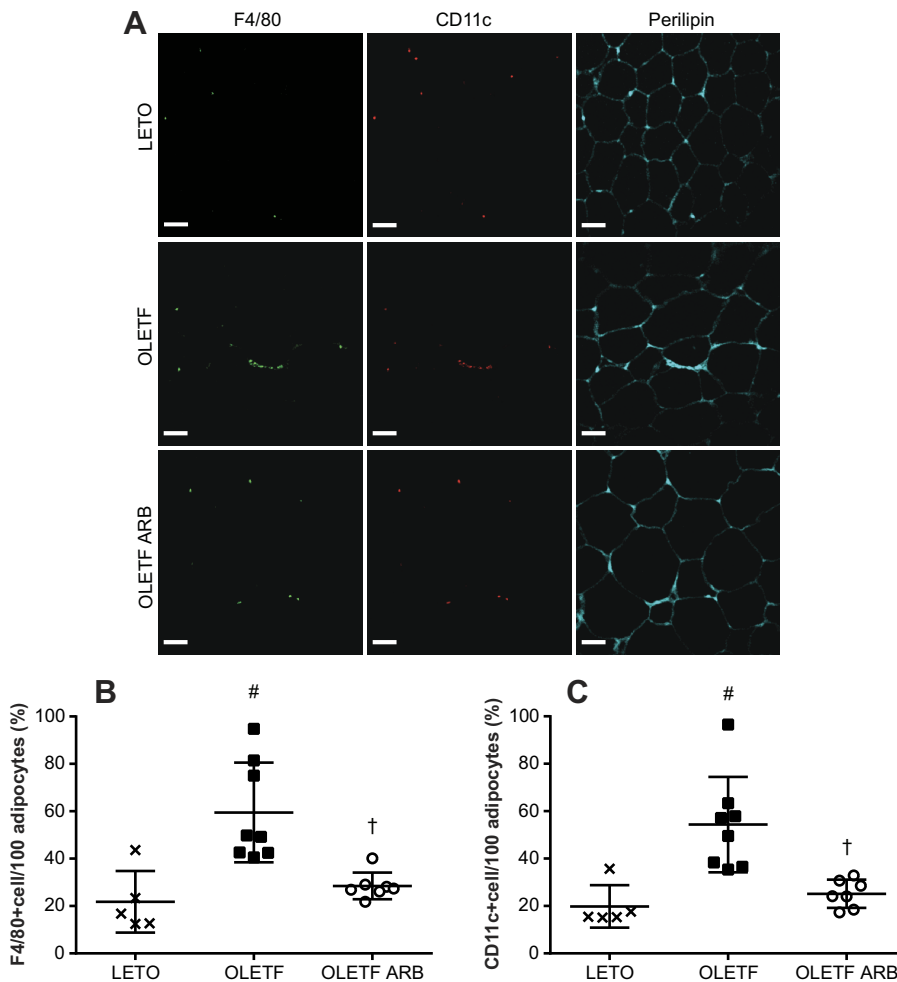 A
F4/80 CD11c Perilipin
LETO
OLETF
OLETF ARB
B
#
†
F4/80+cell/100 adipocytes (%)
100
80
60
40
20
0
LETO OLETF OLETF ARB
C
#
†
CD11c+cell/100 adipocytes (%)
100
80
60
40
20
0
LETO OLETF OLETF ARB